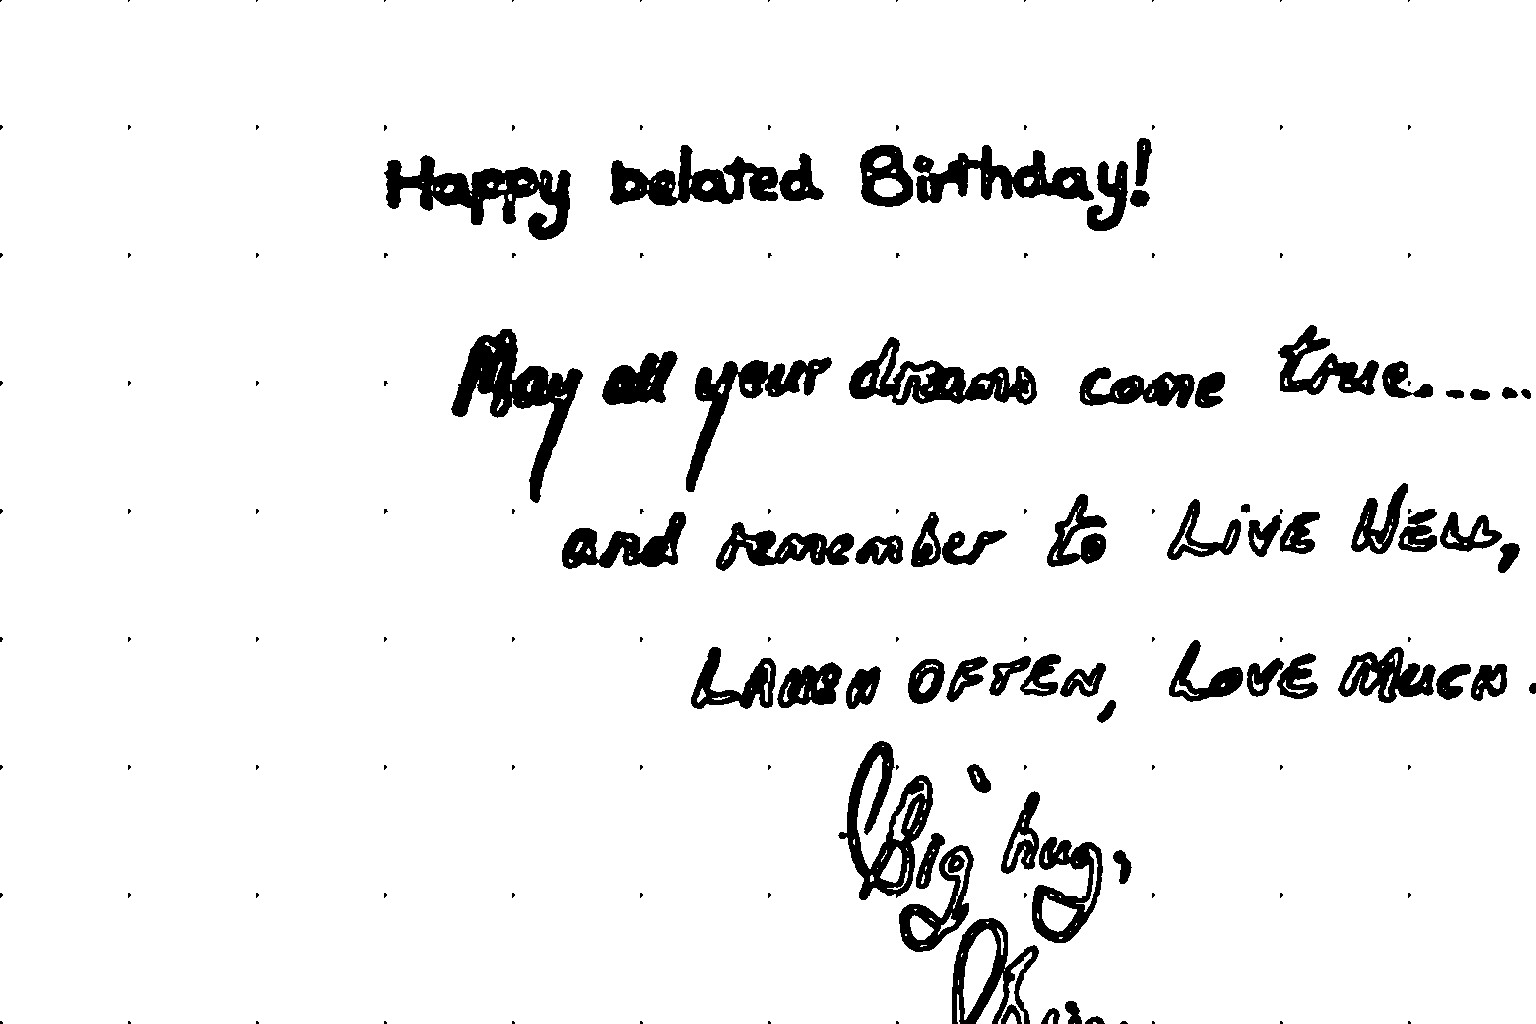 Happy belated Birthday!
May all your dreams come true......
and remember to LIVE WELL,
LAUGH OFTEN, LOVE MUCH.
Big hug,